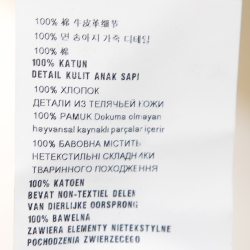 100% 棉 牛皮革细节
100% 면 송아지 가죽 디테일
100% 棉
100% KATUN
DETAIL KULIT ANAK SAPI
100% ХЛОПОК
ДЕТАЛИ ИЗ ТЕЛЯЧЬЕЙ КОЖИ
100% PAMUK Dokuma olmayan
hayvansal kaynaklı parçalar içerir
100% БАВОВНА МІСТИТЬ
НЕТЕКСТИЛЬНІ СКЛАДНИКИ
ТВАРИННОГО ПОХОДЖЕННЯ
100% KATOEN
BEVAT NON-TEXTIEL DELEN
VAN DIERLIJKE OORSPRONG
100% BAWELNA
ZAWIERA ELEMENTY NIETEKSTYLNE
POCHODZENIA ZWIERZECEGO